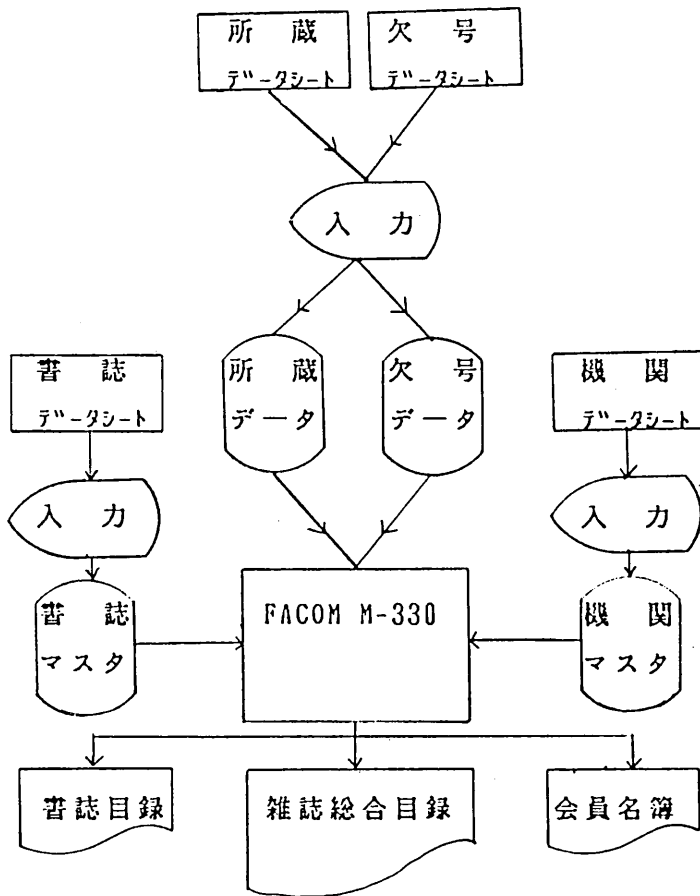 所 蔵
データシート
欠 号
データシート
入 力
所 蔵
データ
欠 号
データ
書 誌
データシート
機 関
データシート
入 力
入 力
書 誌
マスタ
FACOM M-330
機 関
マスタ
書誌目録
雑誌総合目録
会員名簿